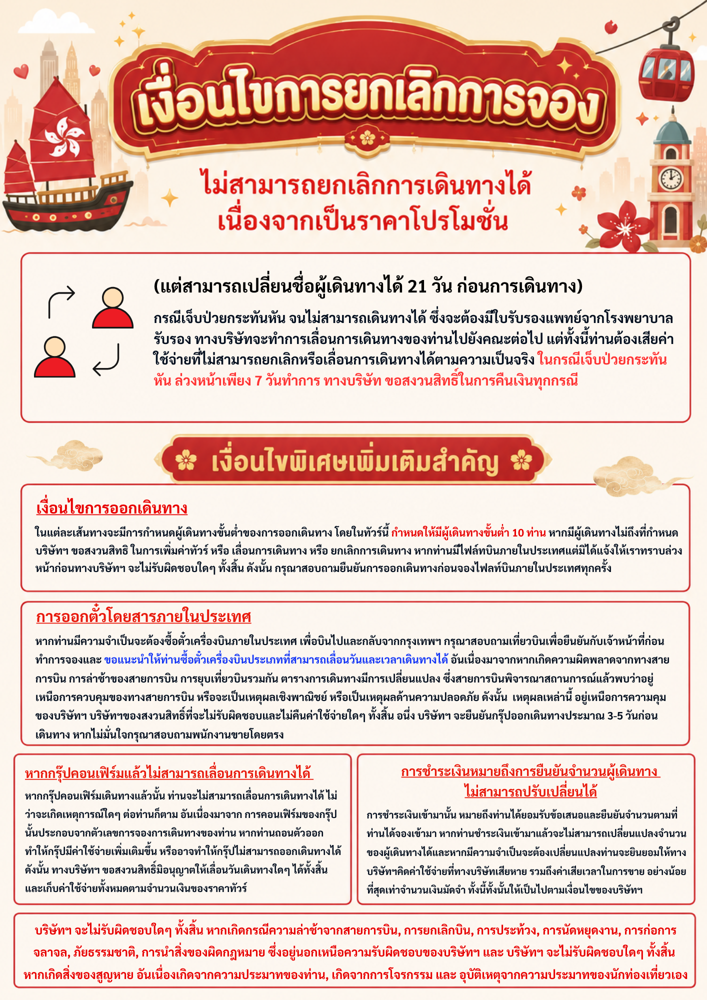 เงื่อนไขการยกเลิกการจอง
ไม่สามารถยกเลิกการเดินทางได้
เนื่องจากเป็นราคาโปรโมชั่น
(แต่สามารถเปลี่ยนชื่อผู้เดินทางได้ 21 วัน ก่อนการเดินทาง)
กรณีเจ็บป่วยกระทันหัน จนไม่สามารถเดินทางได้ ซึ่งจะต้องมีใบรับรองแพทย์จากโรงพยาบาล
รับรอง ทางบริษัทจะทำการเลื่อนการเดินทางของท่านไปยังคณะต่อไป แต่ทั้งนี้ท่านต้องเสียค่า
ใช้จ่ายที่ไม่สามารถยกเลิกหรือเลื่อนการเดินทางได้ตามความเป็นจริง ในกรณีเจ็บป่วยกระทัน
หัน ล่วงหน้าเพียง 7 วันทำการ ทางบริษัท ขอสงวนสิทธิ์ในการคืนเงินทุกกรณี
เงื่อนไขพิเศษเพิ่มเติมสำคัญ
เงื่อนไขการออกเดินทาง
ในแต่ละเส้นทางจะมีการกำหนดผู้เดินทางขั้นต่ำของการออกเดินทาง โดยในทัวร์นี้ กำหนดให้มีผู้เดินทางขั้นต่ำ 10 ท่าน หากมีผู้เดินทางไม่ถึงที่กำหนด
บริษัทฯ ขอสงวนสิทธิ ในการเพิ่มค่าทัวร์ หรือ เลื่อนการเดินทาง หรือ ยกเลิกการเดินทาง หากท่านมีไฟล์ทบินภายในประเทศแต่มิได้แจ้งให้เราทราบล่วง
หน้าก่อนทางบริษัทฯ จะไม่รับผิดชอบใดๆ ทั้งสิ้น ดังนั้น กรุณาสอบถามยืนยันการออกเดินทางก่อนจองไฟลท์บินภายในประเทศทุกครั้ง
การออกตั๋วโดยสารภายในประเทศ
หากท่านมีความจำเป็นจะต้องซื้อตั๋วเครื่องบินภายในประเทศ เพื่อบินไปและกลับจากกรุงเทพฯ กรุณาสอบถามเที่ยวบินเพื่อยืนยันกับเจ้าหน้าที่ก่อน
ทำการจองและ ขอแนะนำให้ท่านซื้อตั๋วเครื่องบินประเภทที่สามารถเลื่อนวันและเวลาเดินทางได้ อันเนื่องมาจากหากเกิดความผิดพลาดจากทางสาย
การบิน การล่าช้าของสายการบิน การยุบเที่ยวบินรวมกัน ตารางการเดินทางมีการเปลี่ยนแปลง ซึ่งสายการบินพิจารณาสถานการณ์แล้วพบว่าอยู่
เหนือการควบคุมของทางสายการบิน หรือจะเป็นเหตุผลเชิงพาณิชย์ หรือเป็นเหตุผลด้านความปลอดภัย ดังนั้น เหตุผลเหล่านี้ อยู่เหนือการความคุม
ของบริษัทฯ บริษัทฯของสงวนสิทธิ์ที่จะไม่รับผิดชอบและไม่คืนค่าใช้จ่ายใดๆ ทั้งสิ้น อนึ่ง บริษัทฯ จะยืนยันกรุ๊ปออกเดินทางประมาณ 3-5 วันก่อน
เดินทาง หากไม่มั่นใจกรุณาสอบถามพนักงานขายโดยตรง
หากกรุ๊ปคอนเฟิร์มแล้วไม่สามารถเลื่อนการเดินทางได้
หากกรุ๊ปคอนเฟิร์มเดินทางแล้วนั้น ท่านจะไม่สามารถเลื่อนการเดินทางได้ ไม่
ว่าจะเกิดเหตุการณ์ใดๆ ต่อท่านก็ตาม อันเนื่องมาจาก การคอนเฟิร์มของกรุ๊ป
นั้นประกอบจากตัวเลขการจองการเดินทางของท่าน หากท่านถอนตัวออก
ทำให้กรุ๊ปมีค่าใช้จ่ายเพิ่มเติมขึ้น หรืออาจทำให้กรุ๊ปไม่สามารถออกเดินทางได้
ดังนั้น ทางบริษัทฯ ขอสงวนสิทธิ์มิอนุญาตให้เลื่อนวันเดินทางใดๆ ได้ทั้งสิ้น
และเก็บค่าใช้จ่ายทั้งหมดตามจำนวนเงินของราคาทัวร์
การชำระเงินหมายถึงการยืนยันจำนวนผู้เดินทาง
ไม่สามารถปรับเปลี่ยนได้
การชำระเงินเข้ามานั้น หมายถึงท่านได้ยอมรับข้อเสนอและยืนยันจำนวนตามที่
ท่านได้จองเข้ามา หากท่านชำระเงินเข้ามาแล้วจะไม่สามารถเปลี่ยนแปลงจำนวน
ของผู้เดินทางได้และหากมีความจำเป็นจะต้องเปลี่ยนแปลงท่านจะยินยอมให้ทาง
บริษัทฯคิดค่าใช้จ่ายที่ทางบริษัทเสียหาย รวมถึงค่าเสียเวลาในการขาย อย่างน้อย
ที่สุดเท่าจำนวนเงินมัดจำ ทั้งนี้ทั้งนั้นให้เป็นไปตามเงื่อนไขของบริษัทฯ
บริษัทฯ จะไม่รับผิดชอบใดๆ ทั้งสิ้น หากเกิดกรณีความล่าช้าจากสายการบิน, การยกเลิกบิน, การประท้วง, การนัดหยุดงาน, การก่อการ
จลาจล, ภัยธรรมชาติ, การนำสิ่งของผิดกฎหมาย ซึ่งอยู่นอกเหนือความรับผิดชอบของบริษัทฯ และ บริษัทฯ จะไม่รับผิดชอบใดๆ ทั้งสิ้น
หากเกิดสิ่งของสูญหาย อันเนื่องเกิดจากความประมาทของท่าน, เกิดจากการโจรกรรม และ อุบัติเหตุจากความประมาทของนักท่องเที่ยวเอง